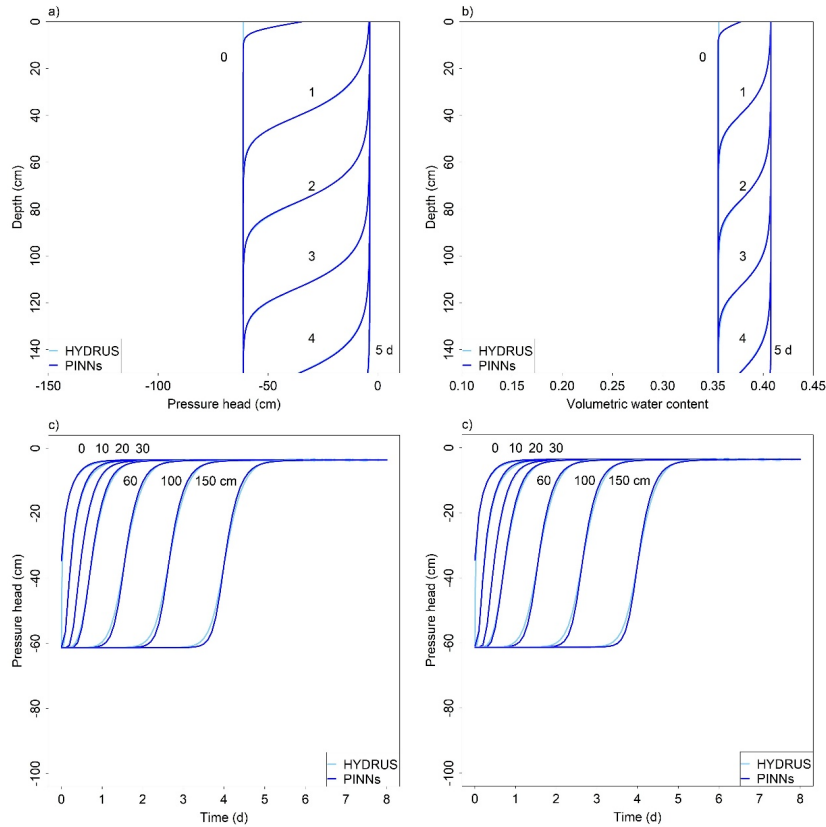 a)
0
20
40
60
80
100
120
140
Depth (cm)
0
1
2
3
4
5 d
HYDRUS
PINNs
-150 -100 -50 0
Pressure head (cm)
b)
0
20
40
60
80
100
120
140
Depth (cm)
0
1
2
3
4
5 d
HYDRUS
PINNs
0.10 0.15 0.20 0.25 0.30 0.35 0.40 0.45
Volumetric water content
c)
0
-20
-40
-60
-80
-100
Pressure head (cm)
0 10 20 30
60 100 150 cm
HYDRUS
PINNs
0 1 2 3 4 5 6 7 8
Time (d)
c)
0
-20
-40
-60
-80
-100
Pressure head (cm)
0 10 20 30
60 100 150 cm
HYDRUS
PINNs
0 1 2 3 4 5 6 7 8
Time (d)